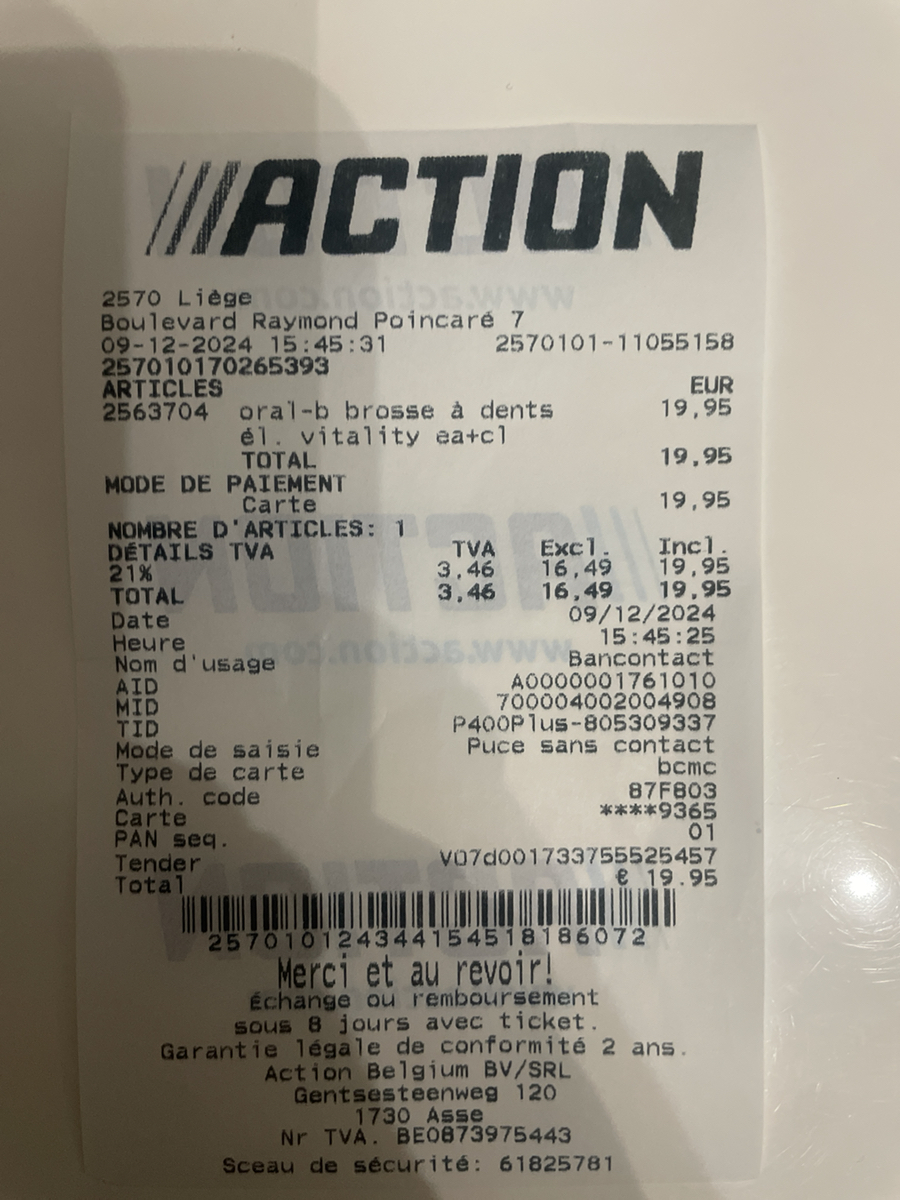 ACTION
2570 Liège
Boulevard Raymond Poincaré 7
09-12-2024 15:45:31 2570101-11055158
257010170265393
ARTICLES EUR
2563704 oral-b brosse à dents 19,95
él. vitality ea+cl
TOTAL 19,95
MODE DE PAIEMENT
Carte 19,95
NOMBRE D'ARTICLES: 1
DÉTAILS TVA TVA Excl. Incl.
21% 3,46 16,49 19,95
TOTAL 3,46 16,49 19,95
Date 09/12/2024
Heure 15:45:25
Nom d'usage Bancontact
AID A0000001761010
MID 700004002004908
TID P400Plus-805309337
Mode de saisie Puce sans contact
Type de carte bcmc
Auth. code 87F803
Carte ****9365
PAN seq. 01
Tender V07d001733755525457
Total € 19.95
257010124344154518186072
Merci et au revoir!
Échange ou remboursement
sous 8 jours avec ticket.
Garantie légale de conformité 2 ans.
Action Belgium BV/SRL
Gentsesteenweg 120
1730 Asse
Nr TVA. BE0873975443
Sceau de sécurité: 61825781